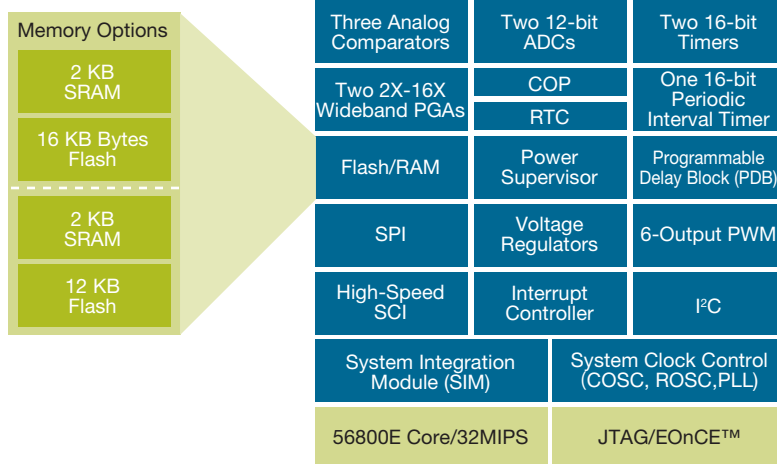 Memory Options
2 KB
SRAM
16 KB Bytes
Flash
2 KB
SRAM
12 KB
Flash
Three Analog
Comparators
Two 12-bit
ADCs
Two 16-bit
Timers
Two 2X-16X
Wideband PGAs
COP
RTC
One 16-bit
Periodic
Interval Timer
Flash/RAM
Power
Supervisor
Programmable
Delay Block (PDB)
SPI
Voltage
Regulators
6-Output PWM
High-Speed
SCI
Interrupt
Controller
I²C
System Integration
Module (SIM)
System Clock Control
(COSC, ROSC,PLL)
56800E Core/32MIPS
JTAG/EOnCE™